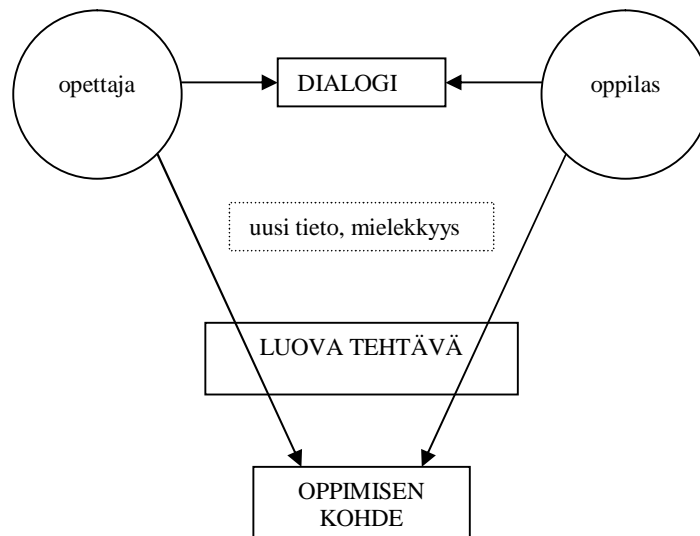 opettaja
DIALOGI
oppilas
uusi tieto, mielekkyys
LUOVA TEHTÄVÄ
OPPIMISEN
KOHDE